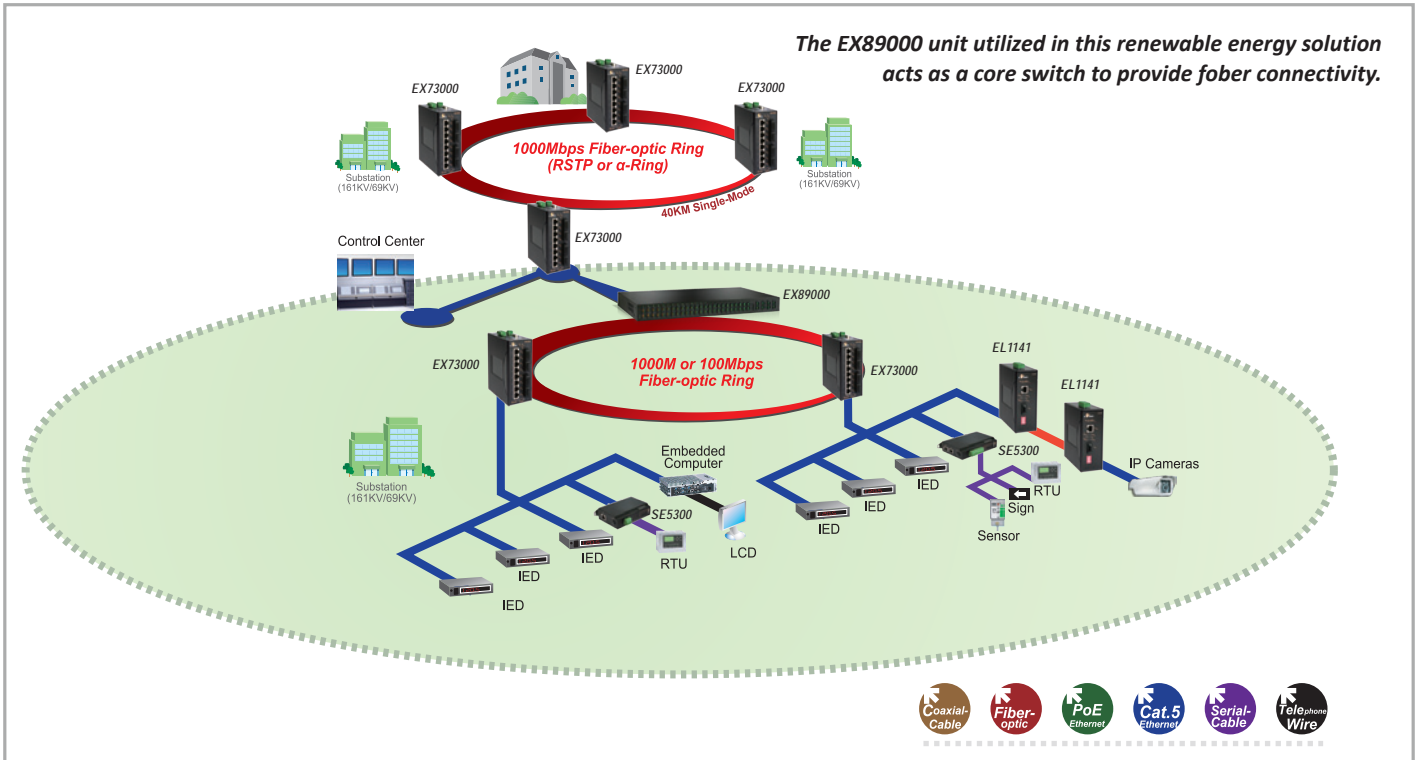 The EX89000 unit utilized in this renewable energy solution
acts as a core switch to provide fober connectivity.
EX73000
EX73000
EX73000
1000Mbps Fiber-optic Ring
(RSTP or α-Ring)
Substation
(161KV/69KV)
Substation
(161KV/69KV)
40KM Single-Mode
EX73000
Control Center
EX89000
EX73000
1000M or 100Mbps
Fiber-optic Ring
EX73000
EL1141
EL1141
Substation
(161KV/69KV)
Embedded
Computer
SE5300
IED
IED
IED
RTU
LCD
SE5300
IED
IED
IED
RTU
Sign
Sensor
IP Cameras
Coaxial-
Cable
Fiber-
optic
PoE
Ethernet
Cat.5
Ethernet
Serial-
Cable
Telephone
Wire